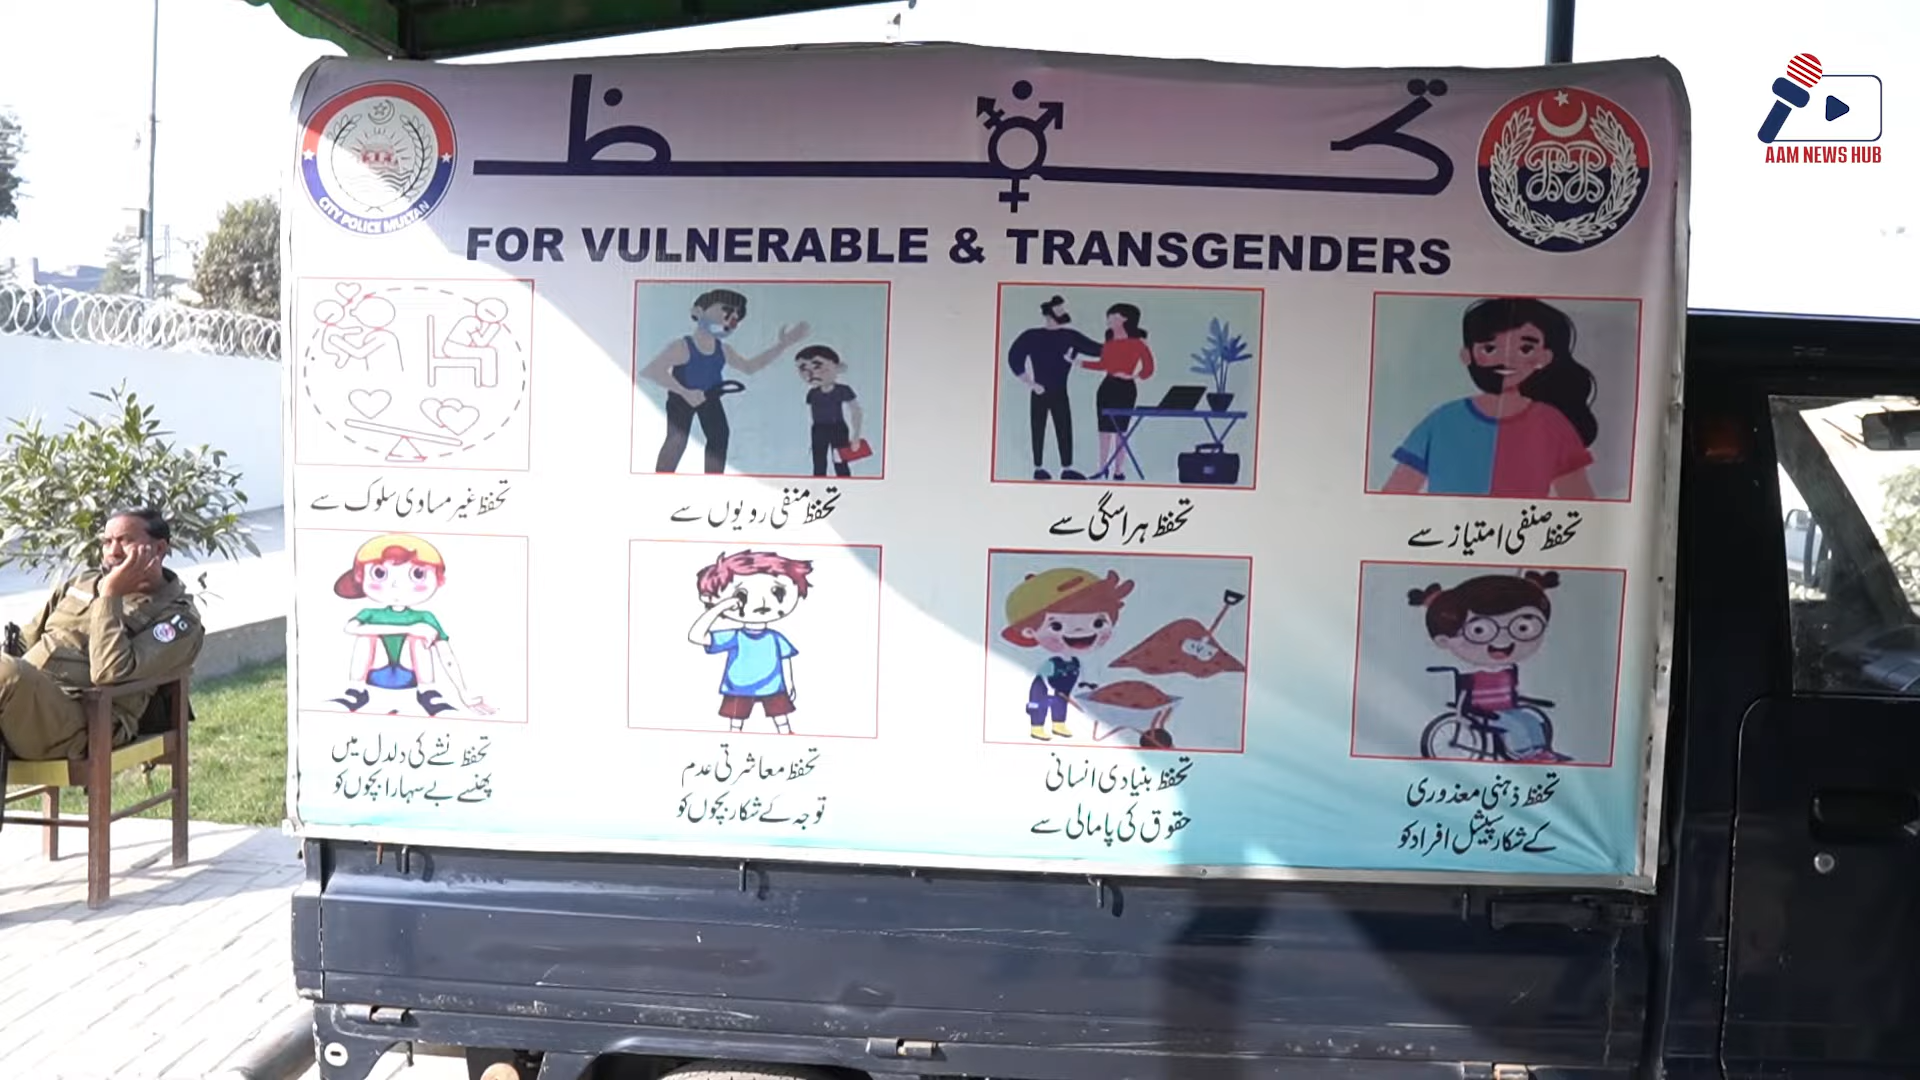 تحفظ
FOR VULNERABLE & TRANSGENDERS
CITY POLICE MULTAN
PP
AAM NEWS HUB
تحفظ صنفی امتیاز سے
تحفظ ہراسگی سے
تحفظ منفی رویوں سے
تحفظ غیر مساوی سلوک سے
تحفظ ذہنی معذوری
کے شکار سپیشل افراد کو
تحفظ بنیادی انسانی
حقوق کی پامالی سے
تحفظ معاشرتی عدم
توجہ کے شکار بچوں کو
تحفظ نشے کی دلدل میں
پھنسے بے سہارا بچوں کو